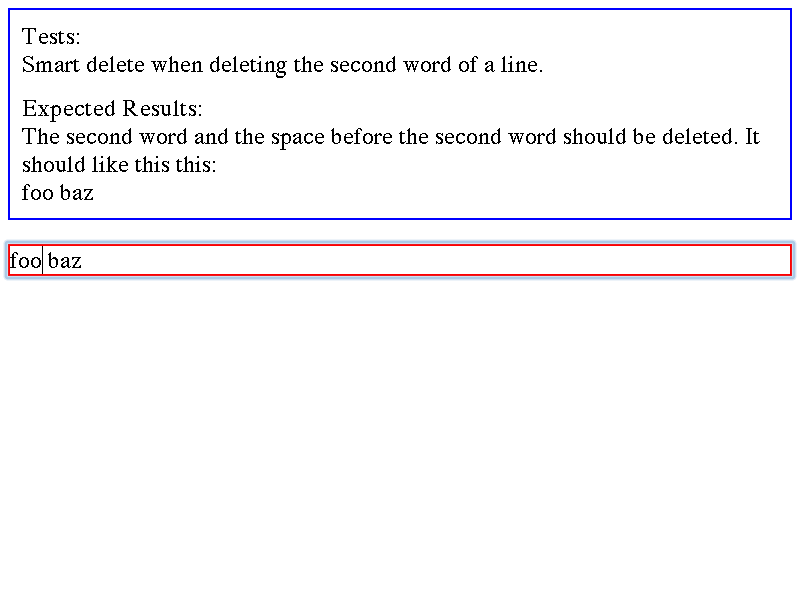 Tests:
Smart delete when deleting the second word of a line.
Expected Results:
The second word and the space before the second word should be deleted. It
should like this this:
foo baz
foo baz